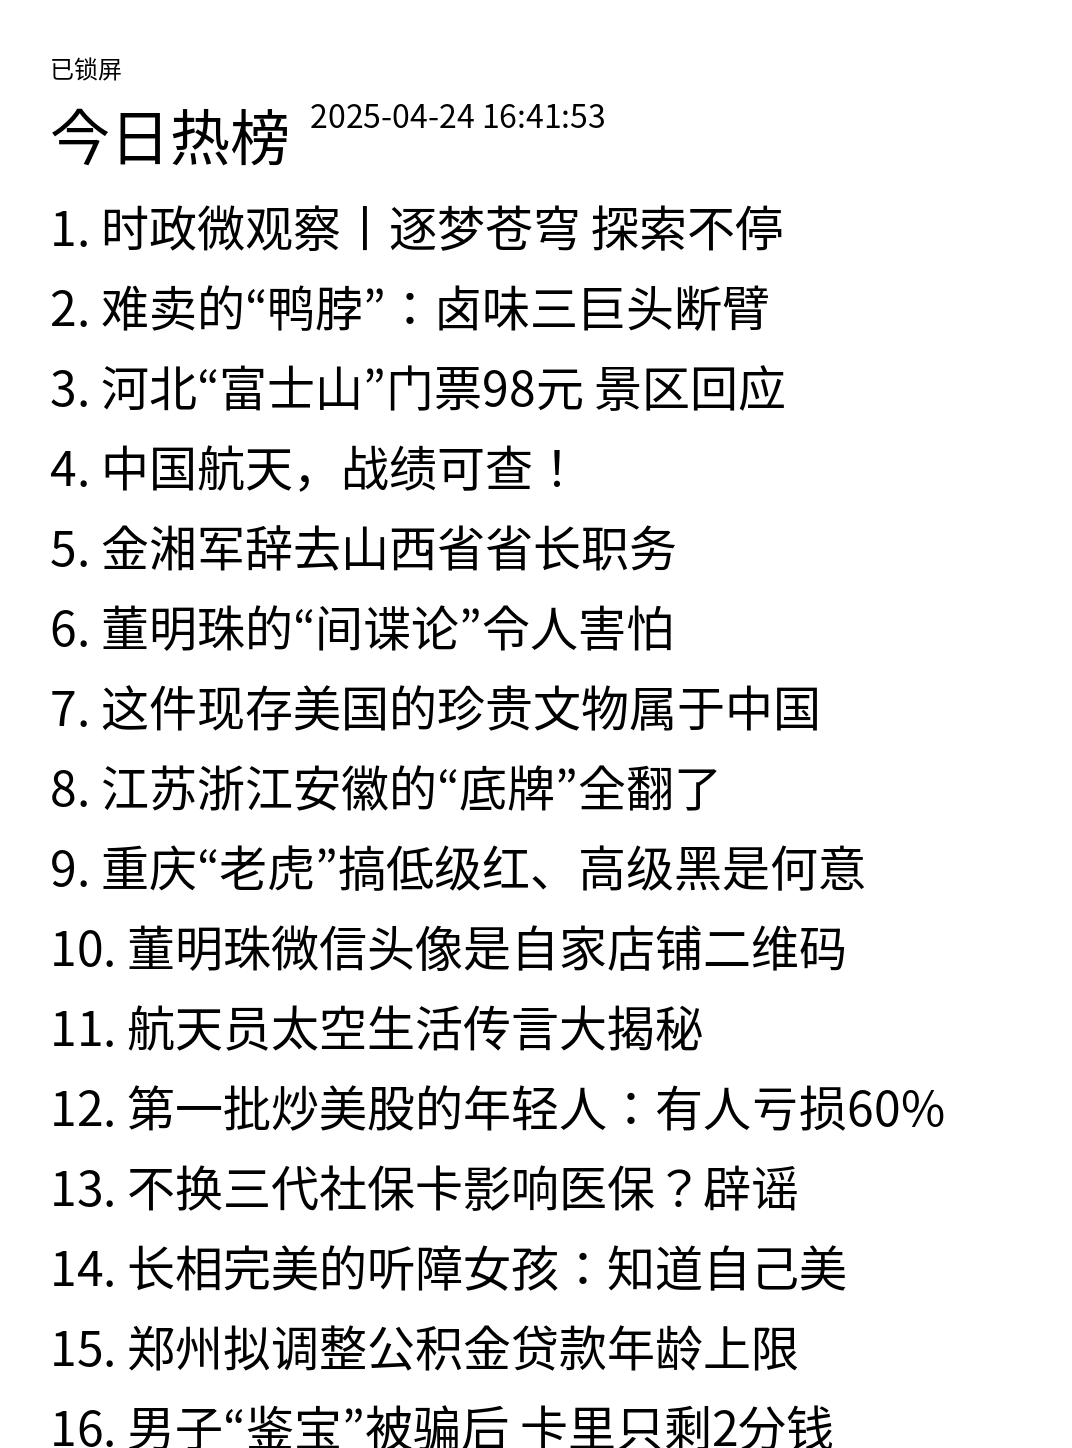 已锁屏
今日热榜 2025-04-24 16:41:53
1. 时政微观察丨逐梦苍穹 探索不停
2. 难卖的“鸭脖”：卤味三巨头断臂
3. 河北“富士山”门票98元 景区回应
4. 中国航天，战绩可查！
5. 金湘军辞去山西省省长职务
6. 董明珠的“间谍论”令人害怕
7. 这件现存美国的珍贵文物属于中国
8. 江苏浙江安徽的“底牌”全翻了
9. 重庆“老虎”搞低级红、高级黑是何意
10. 董明珠微信头像是自家店铺二维码
11. 航天员太空生活传言大揭秘
12. 第一批炒美股的年轻人：有人亏损60%
13. 不换三代社保卡影响医保？辟谣
14. 长相完美的听障女孩：知道自己美
15. 郑州拟调整公积金贷款年龄上限
16. 男子“鉴宝”被骗后 卡里只剩2分钱